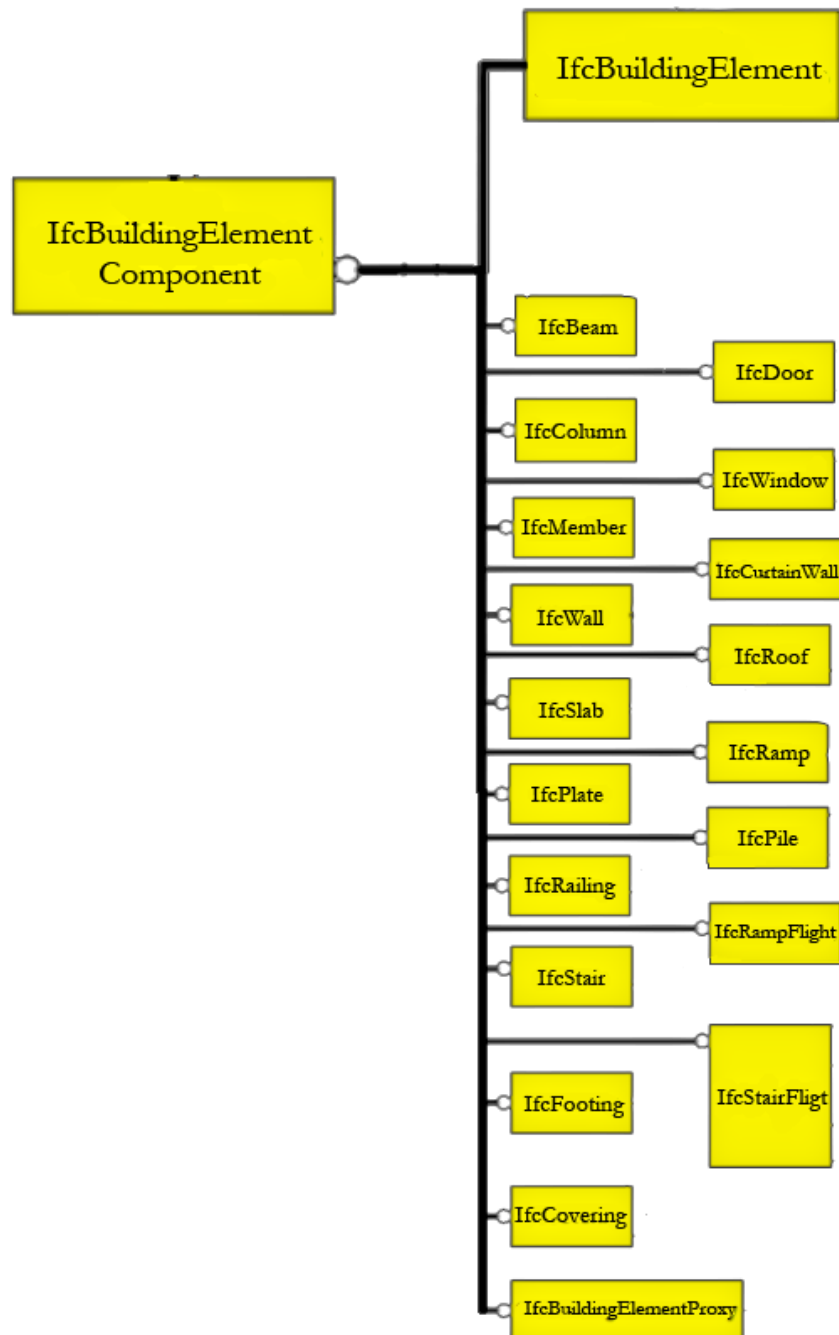 IfcBuildingElement
IfcBuildingElement
Component
IfcBeam
IfcDoor
IfcColumn
IfcWindow
IfcMember
IfcCurtainWall
IfcWall
IfcRoof
IfcSlab
IfcRamp
IfcPlate
IfcPile
IfcRailing
IfcRampFlight
IfcStair
IfcStairFligt
IfcFooting
IfcCovering
IfcBuildingElementProxy